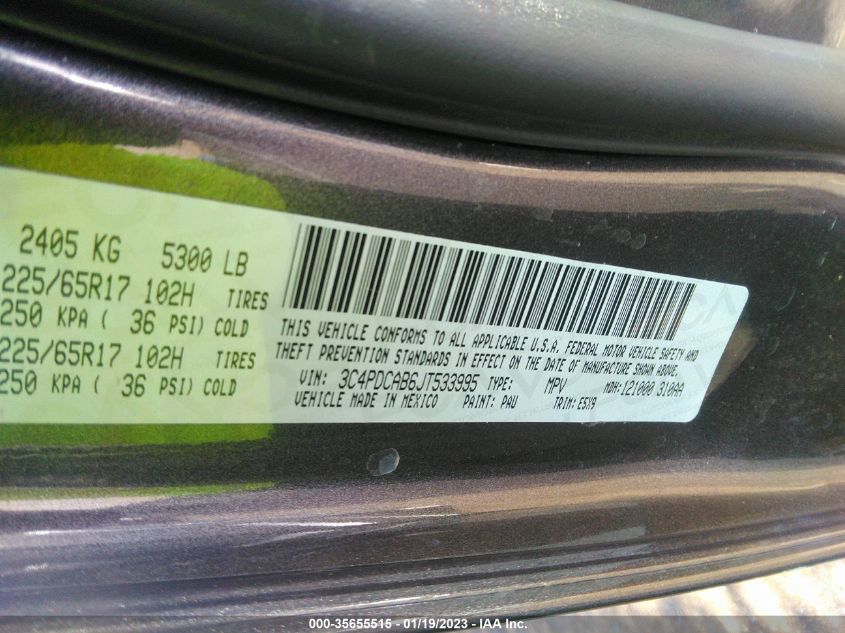 2405 KG 5300 LB
225/65R17 102H TIRES
250 KPA ( 36 PSI) COLD
225/65R17 102H TIRES
250 KPA ( 36 PSI) COLD
THIS VEHICLE CONFORMS TO ALL APPLICABLE U.S.A. FEDERAL MOTOR VEHICLE SAFETY AND
THEFT PREVENTION STANDARDS IN EFFECT ON THE DATE OF MANUFACTURE SHOWN ABOVE.
VIN: 3C4PDCAB6JT533995 TYPE: MPV MDH:121000 310AA
VEHICLE MADE IN MEXICO PAINT: PAU TRIM: E5X9
000-35655515 - 01/19/2023 - IAA Inc.